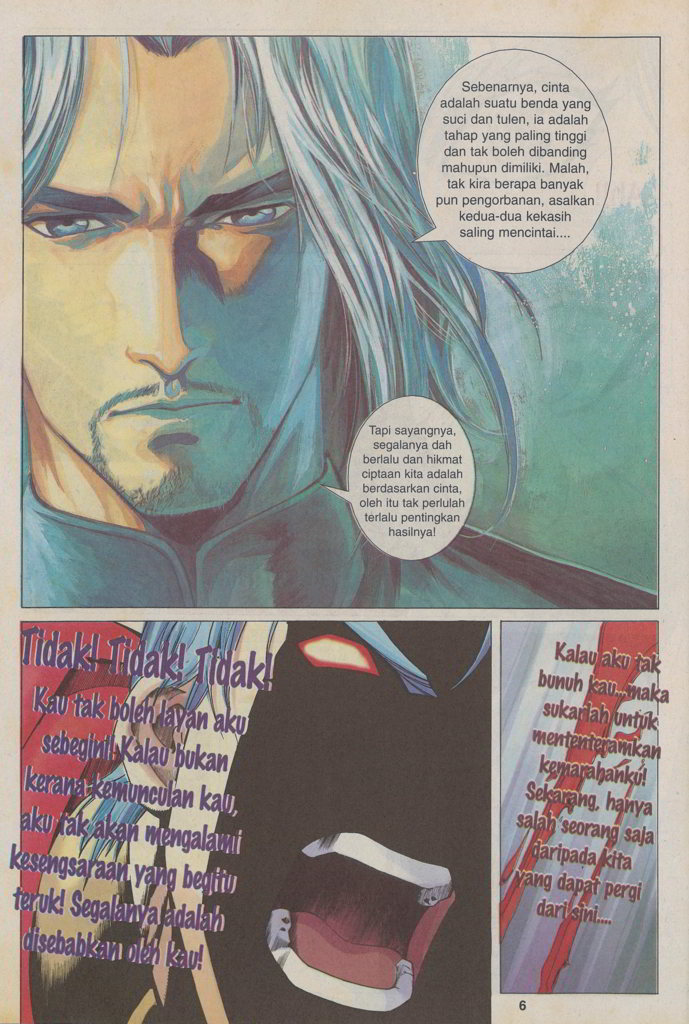 Sebenarnya, cinta
adalah suatu benda yang
suci dan tulen, ia adalah
tahap yang paling tinggi
dan tak boleh dibanding
mahupun dimiliki. Malah,
tak kira berapa banyak
pun pengorbanan, asalkan
kedua-dua kekasih
saling mencintai....
Tapi sayangnya,
segalanya dah
berlalu dan hikmat
ciptaan kita adalah
berdasarkan cinta,
oleh itu tak perlulah
terlalu pentingkan
hasilnya!
Tidak! Tidak! Tidak!
Kau tak boleh layan aku
sebegini! Kalau bukan
kerana kemunculan kau,
aku tak akan mengalami
kesengsaraan yang begitu
teruk! Segalanya adalah
disebabkan oleh kau!
Kalau aku tak
bunuh kau...maka
sukarlah untuk
mententeramkan
kemarahanku!
Sekarang, hanya
salah seorang saja
daripada kita
yang dapat pergi
dari sini....
6